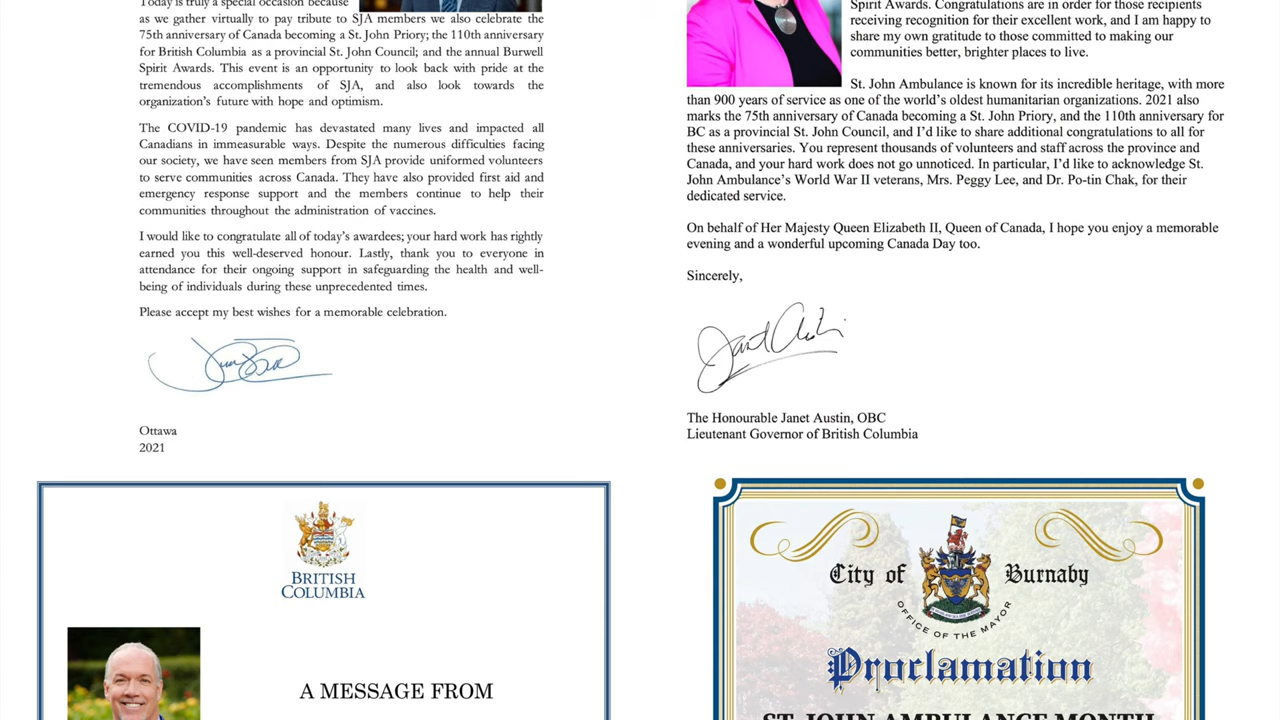 Today is truly a special occasion because
as we gather virtually to pay tribute to SJA members we also celebrate the
75th anniversary of Canada becoming a St. John Priory; the 110th anniversary
for British Columbia as a provincial St. John Council; and the annual Burwell
Spirit Awards. This event is an opportunity to look back with pride at the
tremendous accomplishments of SJA, and also look towards the
organization's future with hope and optimism.
The COVID-19 pandemic has devastated many lives and impacted all
Canadians in immeasurable ways. Despite the numerous difficulties facing
our society, we have seen members from SJA provide uniformed volunteers
to serve communities across Canada. They have also provided first aid and
emergency response support and the members continue to help their
communities throughout the administration of vaccines.
I would like to congratulate all of today's awardees; your hard work has rightly
earned you this well-deserved honour. Lastly, thank you to everyone in
attendance for their ongoing support in safeguarding the health and well-
being of individuals during these unprecedented times.
Please accept my best wishes for a memorable celebration.
Ottawa
2021
Spirit Awards. Congratulations are in order for those recipients
receiving recognition for their excellent work, and I am happy to
share my own gratitude to those committed to making our
communities better, brighter places to live.
St. John Ambulance is known for its incredible heritage, with more
than 900 years of service as one of the world's oldest humanitarian organizations. 2021 also
marks the 75th anniversary of Canada becoming a St. John Priory, and the 110th anniversary for
BC as a provincial St. John Council, and I'd like to share additional congratulations to all for
these anniversaries. You represent thousands of volunteers and staff across the province and
Canada, and your hard work does not go unnoticed. In particular, I'd like to acknowledge St.
John Ambulance's World War II veterans, Mrs. Peggy Lee, and Dr. Po-tin Chak, for their
dedicated service.
On behalf of Her Majesty Queen Elizabeth II, Queen of Canada, I hope you enjoy a memorable
evening and a wonderful upcoming Canada Day too.
Sincerely,
Janet Austin
The Honourable Janet Austin, OBC
Lieutenant Governor of British Columbia
BRITISH
COLUMBIA
A MESSAGE FROM
City of Burnaby
OFFICE OF THE MAYOR
Proclamation
ST. JOHN AMBULANCE MONTH